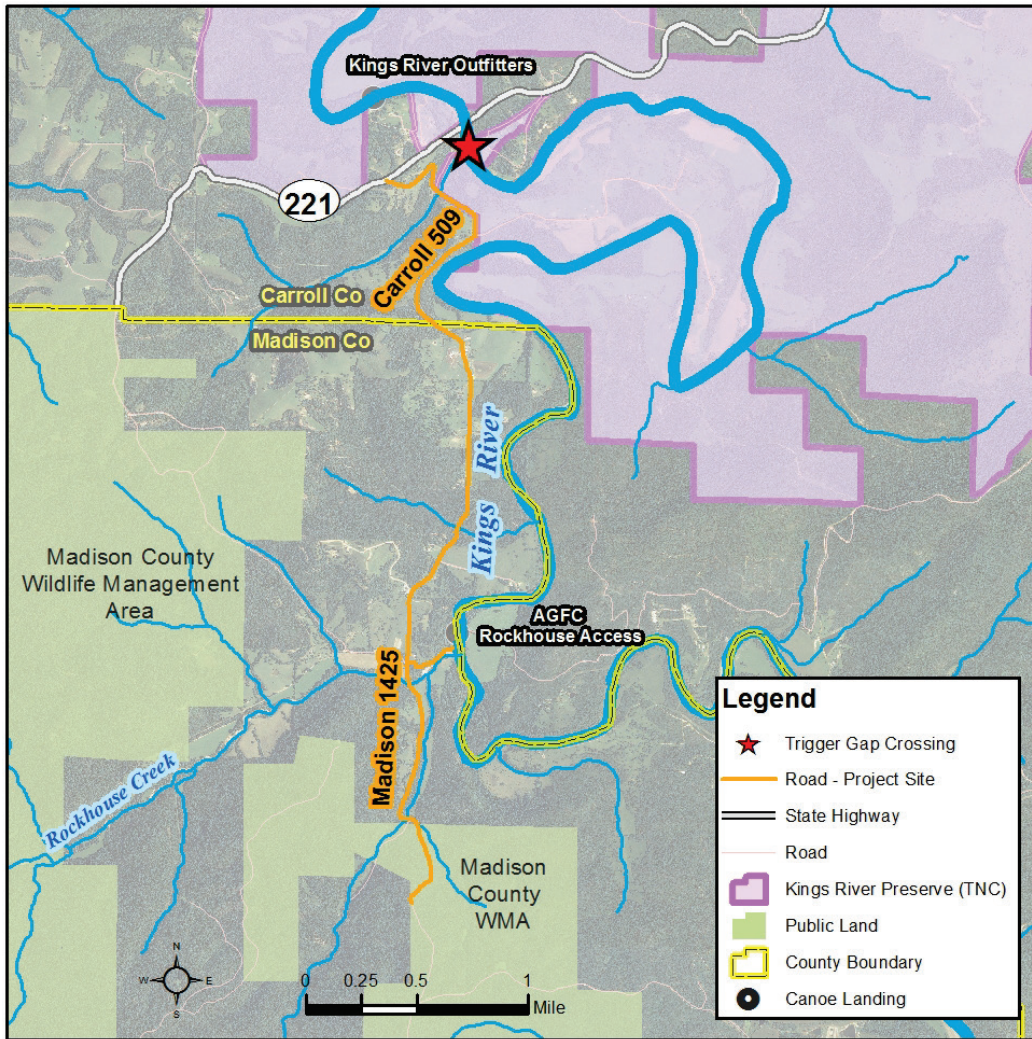 Kings River Outfitters
221
Carroll 509
Carroll Co
Madison Co
Kings River
Madison County
Wildlife Management
Area
AGFC
Rockhouse Access
Madison 1425
Rockhouse Creek
Madison
County
WMA
N
W E
S
0 0.25 0.5 1
Mile
Legend
Trigger Gap Crossing
Road - Project Site
State Highway
Road
Kings River Preserve (TNC)
Public Land
County Boundary
Canoe Landing